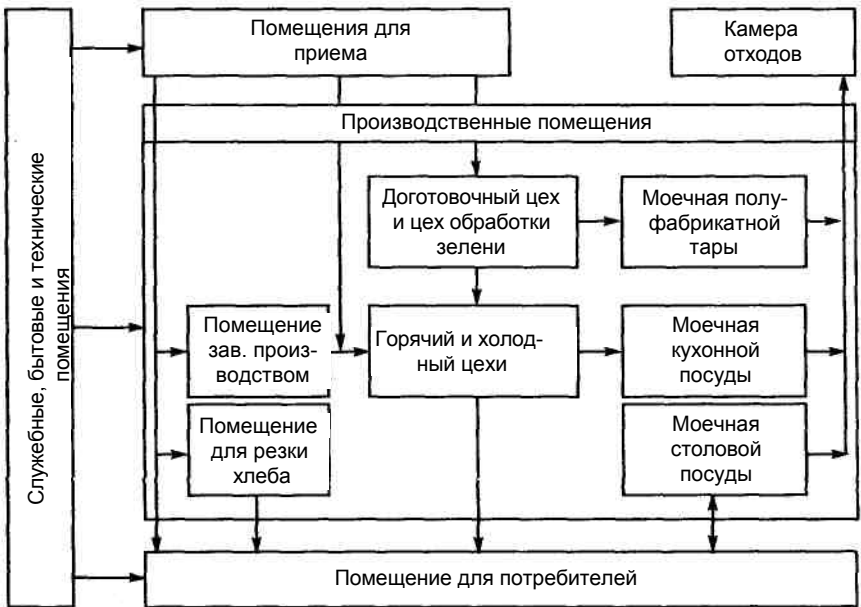 Помещения для
приема
Камера
отходов
Служебные, бытовые и технические
помещения
Производственные помещения
Доготовочный цех
и цех обработки
зелени
Моечная полу-
фабрикатной
тары
Помещение
зав. произ-
водством
Горячий и холод-
ный цехи
Моечная
кухонной
посуды
Помещение
для резки
хлеба
Моечная
столовой
посуды
Помещение для потребителей